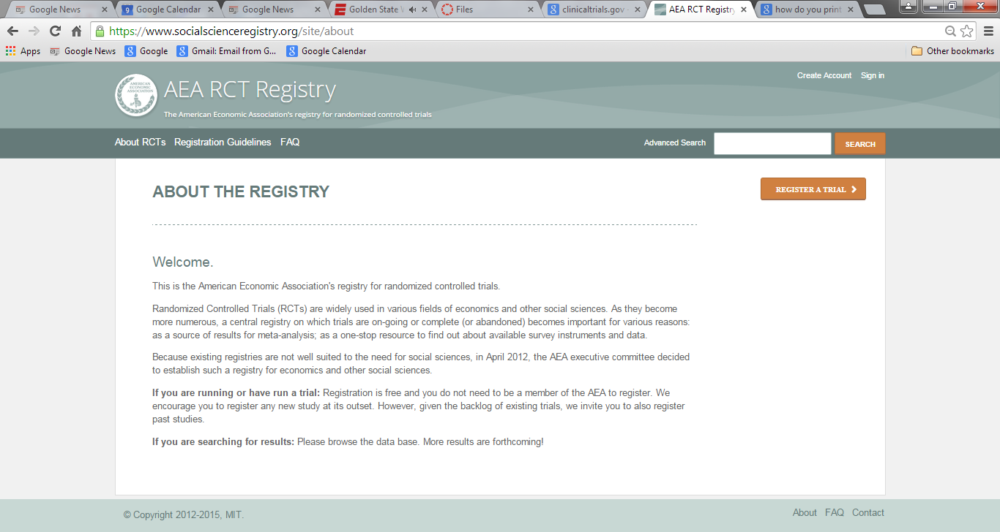 Google News
9 Google Calendar
Google News
Golden State
Files
clinicaltrials.gov -
AEA RCT Registry
how do you print
https://www.socialscienceregistry.org/site/about
Apps Google News Google Gmail: Email from G... Google Calendar Other bookmarks
Create Account Sign in
AMERICAN ECONOMIC ASSOCIATION
AEA RCT Registry
The American Economic Association's registry for randomized controlled trials
About RCTs Registration Guidelines FAQ Advanced Search SEARCH
ABOUT THE REGISTRY
REGISTER A TRIAL
Welcome.
This is the American Economic Association's registry for randomized controlled trials.
Randomized Controlled Trials (RCTs) are widely used in various fields of economics and other social sciences. As they become
more numerous, a central registry on which trials are on-going or complete (or abandoned) becomes important for various reasons:
as a source of results for meta-analysis; as a one-stop resource to find out about available survey instruments and data.
Because existing registries are not well suited to the need for social sciences, in April 2012, the AEA executive committee decided
to establish such a registry for economics and other social sciences.
If you are running or have run a trial: Registration is free and you do not need to be a member of the AEA to register. We
encourage you to register any new study at its outset. However, given the backlog of existing trials, we invite you to also register
past studies.
If you are searching for results: Please browse the data base. More results are forthcoming!
© Copyright 2012-2015, MIT.
About FAQ Contact